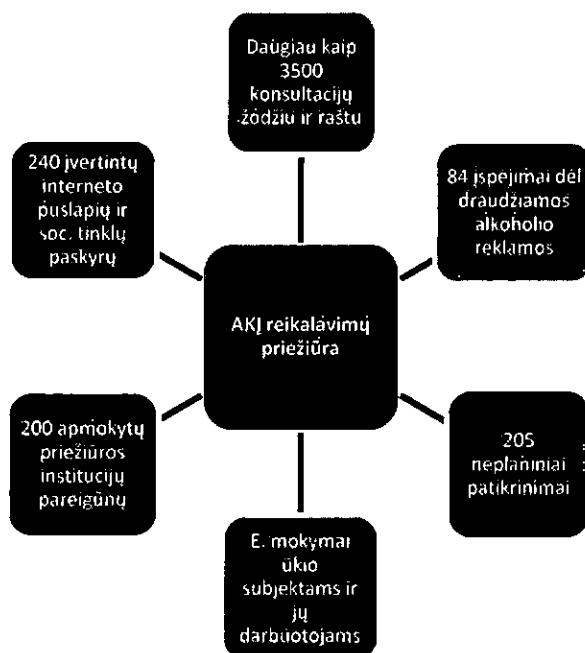 Daugiau kaip
3500
konsultacijų
žodžiu ir raštu
240 įvertintų
interneto
puslapių ir
soc. tinklų
paskyrų
84 įspėjimai dėl
draudžiamos
alkoholio
reklamos
AKĮ reikalavimų
priežiūra
200 apmokytų
priežiūros
institucijų
pareigūnų
205
neplaniniai
patikrinimai
E. mokymai
ūkio
subjektams ir
jų
darbuotojams